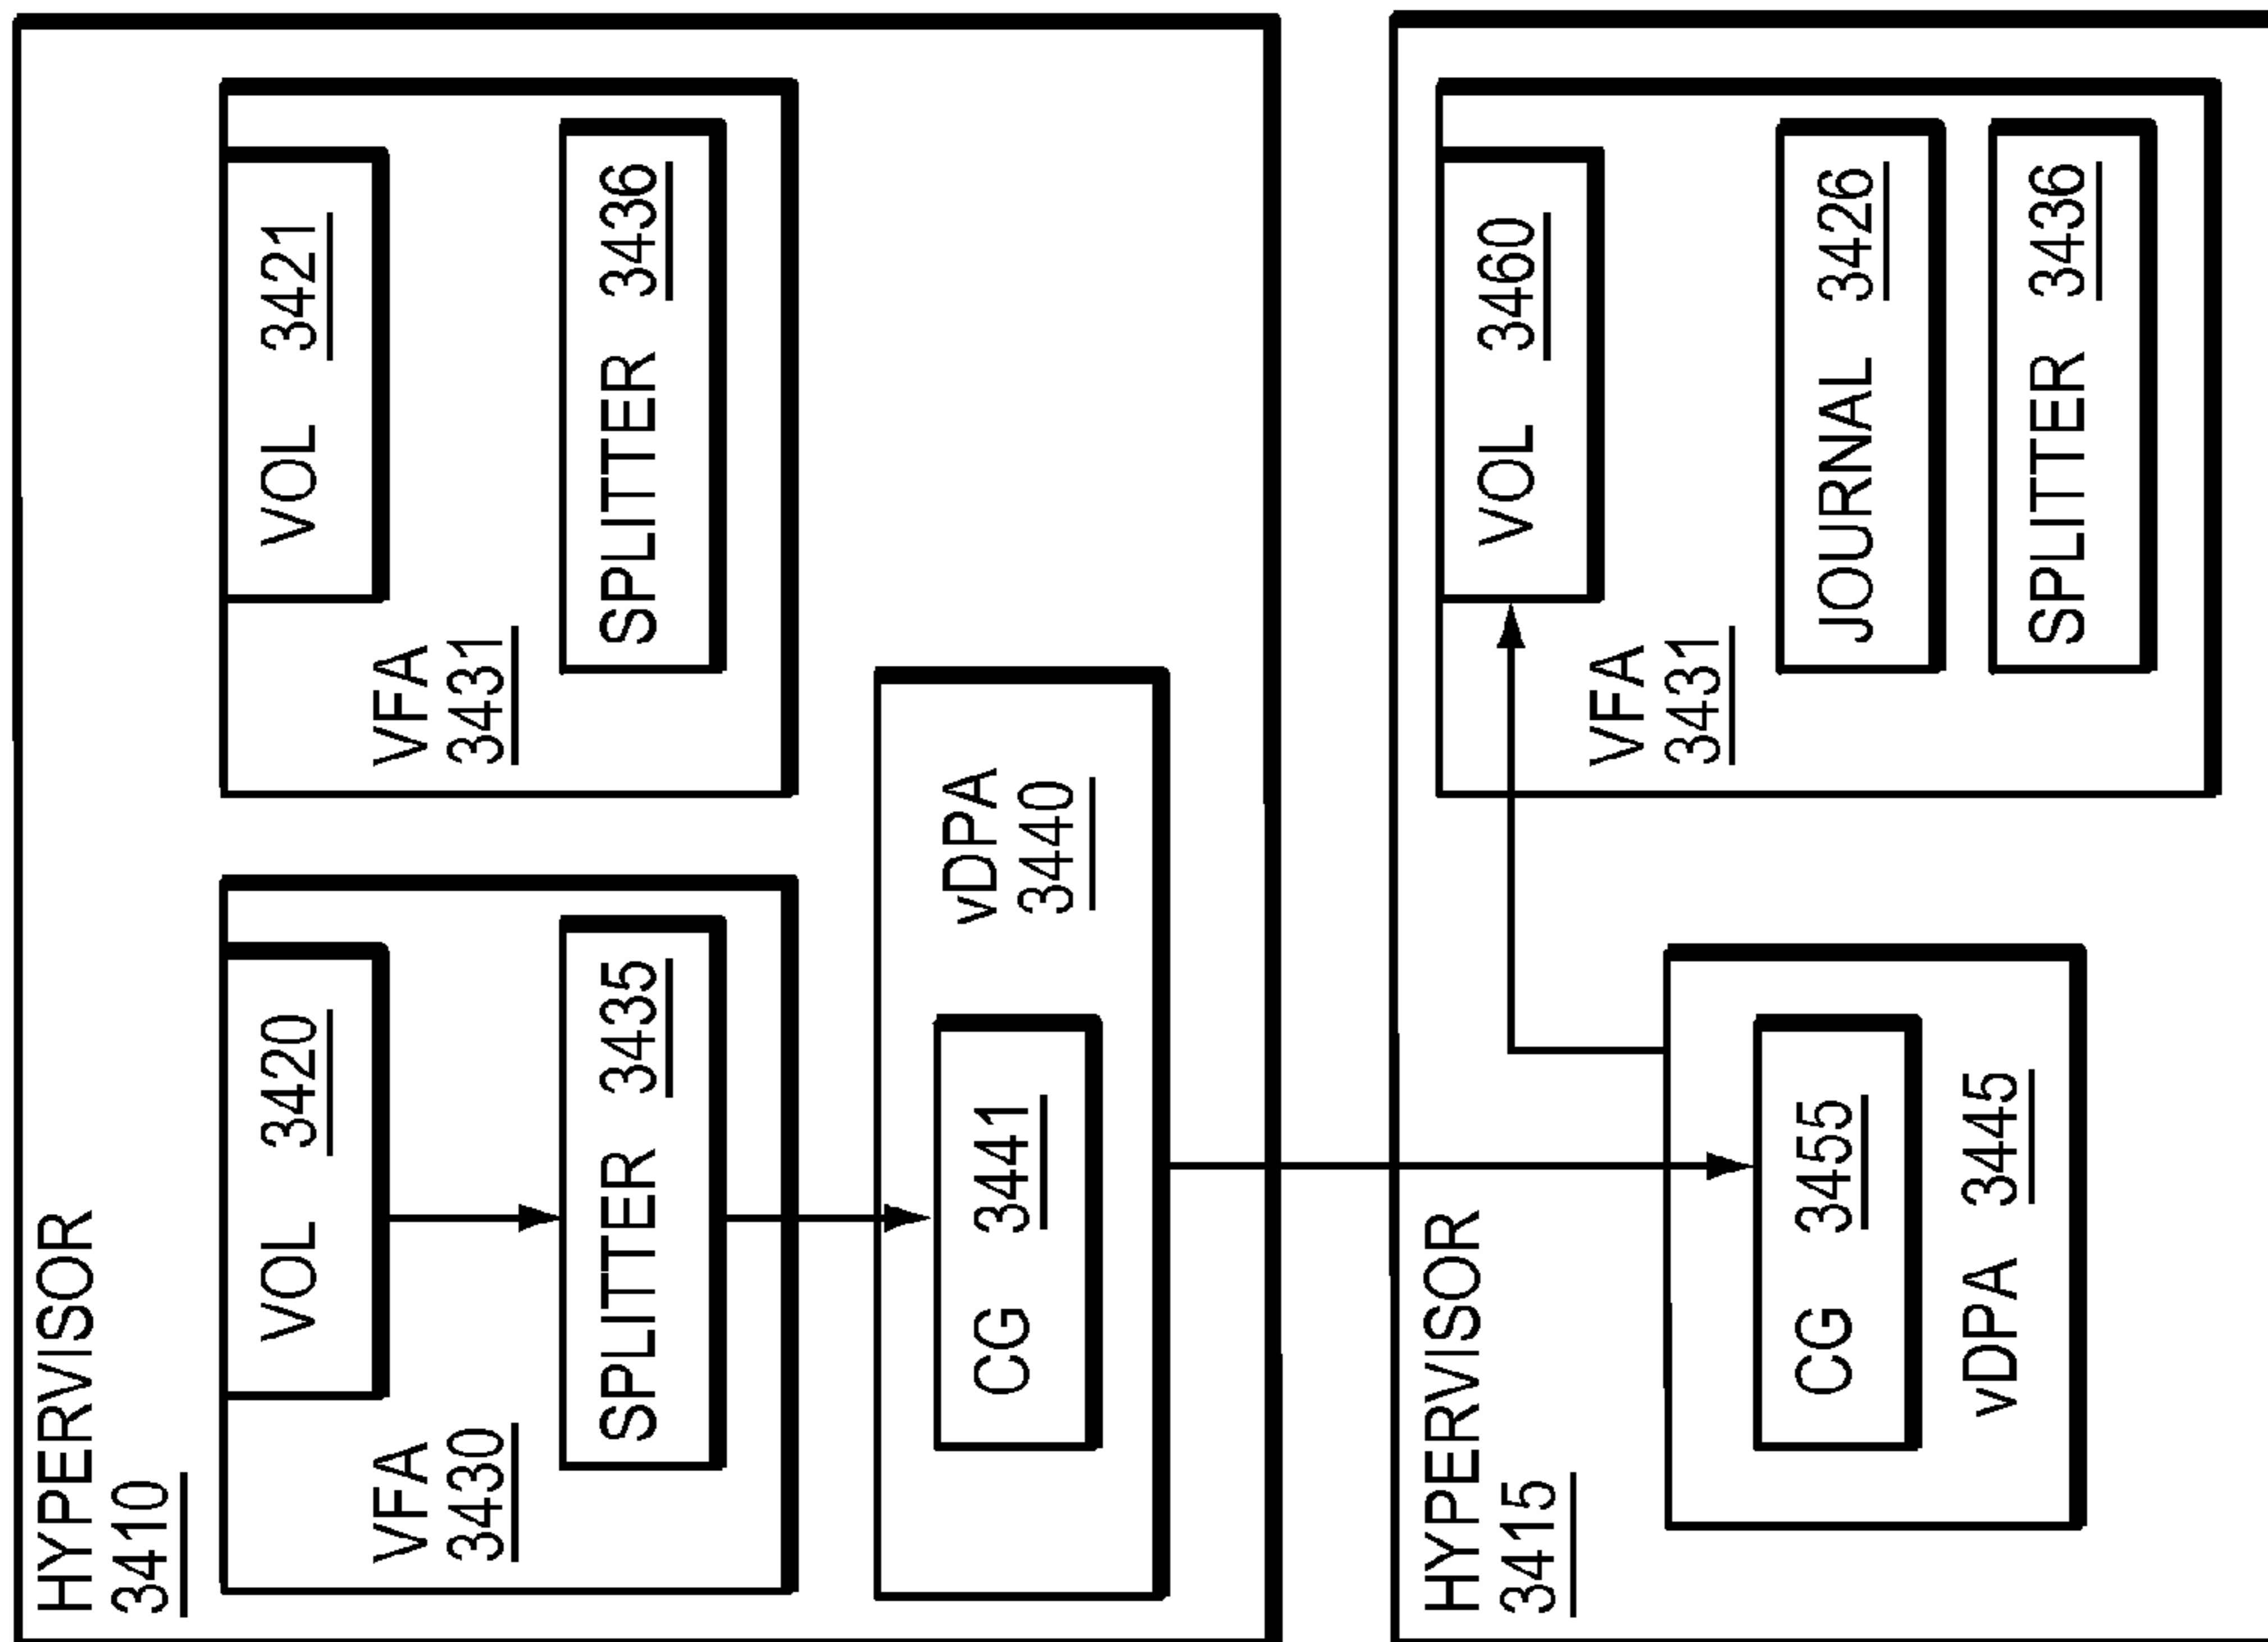 HYPERVISOR
3410
VOL 3420
VFA
3430
SPLITTER 3435
VOL 3421
VFA
3431
SPLITTER 3436
CG 3441
vDPA
3440
HYPERVISOR
3415
CG 3455
vDPA 3445
VOL 3460
VFA
3431
JOURNAL 3426
SPLITTER 3436